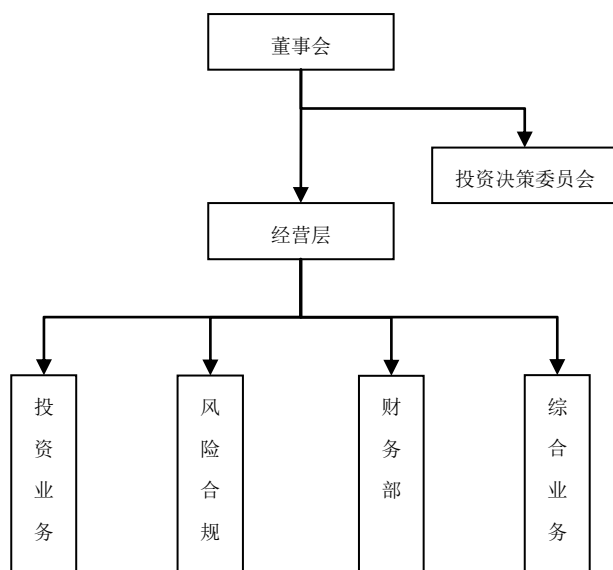 董事会
投资决策委员会
经营层
投资业务
风险合规
财务部
综合业务